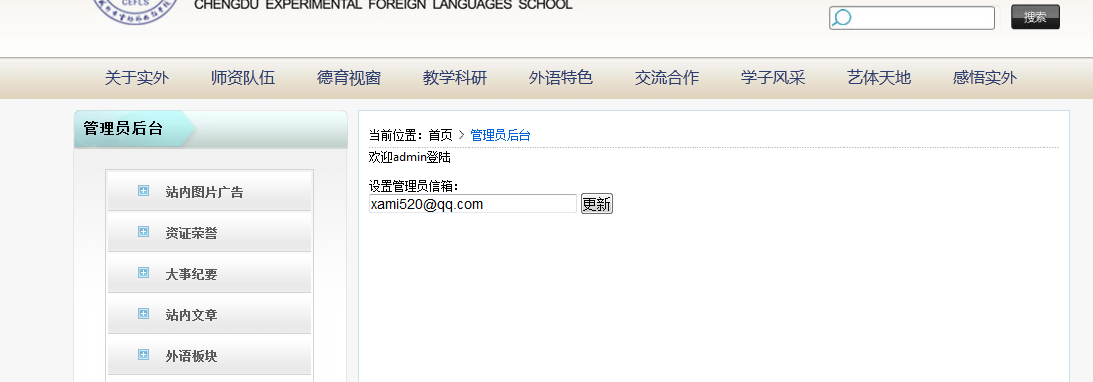 CEFLS
CHENGDU EXPERIMENTAL FOREIGN LANGUAGES SCHOOL
搜索
关于实外 师资队伍 德育视窗 教学科研 外语特色 交流合作 学子风采 艺体天地 感悟实外
管理员后台
站内图片广告
资证荣誉
大事纪要
站内文章
外语板块
当前位置：首页 > 管理员后台
欢迎admin登陆
设置管理员信箱：
xami520@qq.com 更新